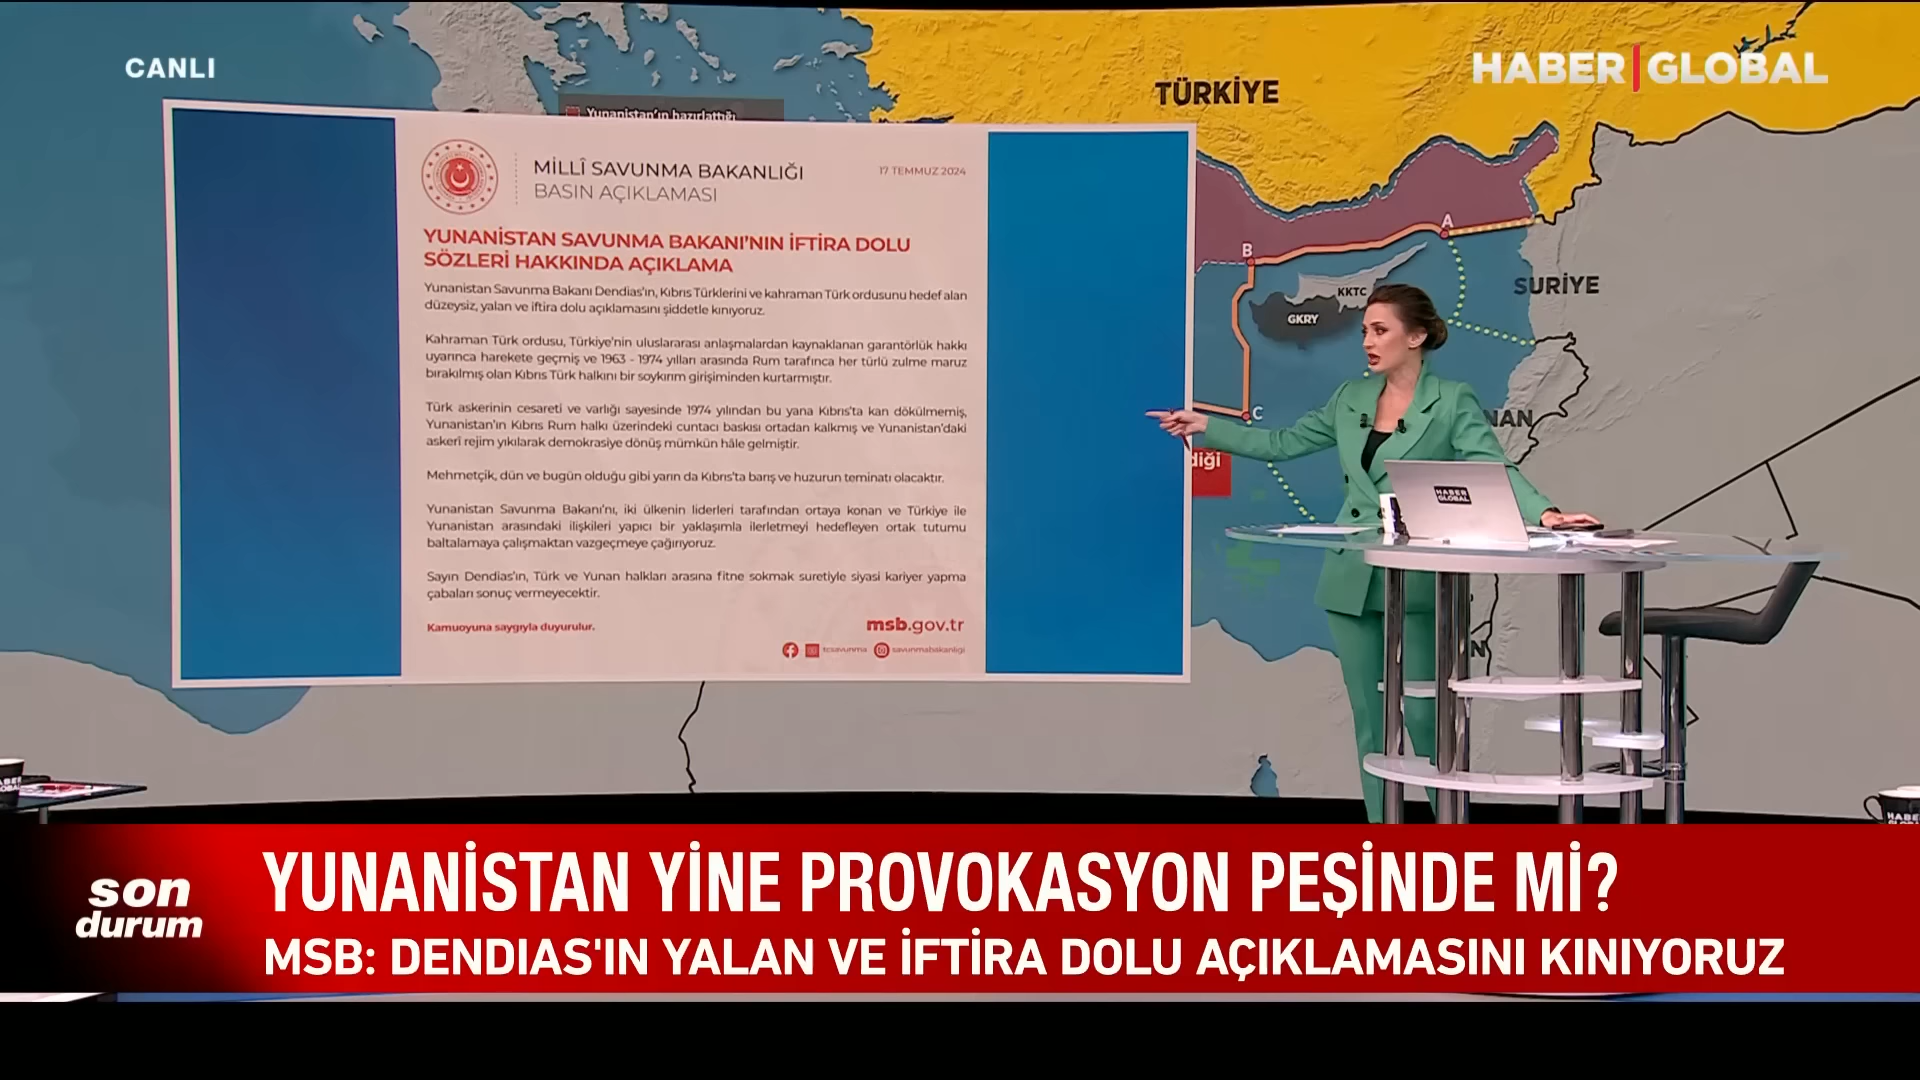 CANLI
HABER GLOBAL
TÜRKİYE
Yunanistan'ın hazırlattığı
MİLLÎ SAVUNMA BAKANLIĞI
BASIN AÇIKLAMASI
17 TEMMUZ 2024
YUNANİSTAN SAVUNMA BAKANI'NIN İFTİRA DOLU
SÖZLERİ HAKKINDA AÇIKLAMA
Yunanistan Savunma Bakanı Dendias'ın, Kıbrıs Türklerini ve kahraman Türk ordusunu hedef alan
düzeysiz, yalan ve iftira dolu açıklamasını şiddetle kınıyoruz.
Kahraman Türk ordusu, Türkiye'nin uluslararası anlaşmalardan kaynaklanan garantörlük hakkı
uyarınca harekete geçmiş ve 1963 - 1974 yılları arasında Rum tarafınca her türlü zulme maruz
bırakılmış olan Kıbrıs Türk halkını bir soykırım girişiminden kurtarmıştır.
Türk askerinin cesareti ve varlığı sayesinde 1974 yılından bu yana Kıbrıs'ta kan dökülmemiş,
Yunanistan'ın Kıbrıs Rum halkı üzerindeki cuntacı baskısı ortadan kalkmış ve Yunanistan'daki
askerî rejim yıkılarak demokrasiye dönüş mümkün hâle gelmiştir.
Mehmetçik, dün ve bugün olduğu gibi yarın da Kıbrıs'ta barış ve huzurun teminatı olacaktır.
Yunanistan Savunma Bakanı'nı, iki ülkenin liderleri tarafından ortaya konan ve Türkiye ile
Yunanistan arasındaki ilişkileri yapıcı bir yaklaşımla ilerletmeyi hedefleyen ortak tutumu
baltalamaya çalışmaktan vazgeçmeye çağırıyoruz.
Sayın Dendias'ın, Türk ve Yunan halkları arasına fitne sokmak suretiyle siyasi kariyer yapma
çabaları sonuç vermeyecektir.
Kamuoyuna saygıyla duyurulur.
msb.gov.tr
tcsavunma savunmabakanligi
A
B
C
KKTC
GKRY
SURİYE
NAN
diği
N
HABER
GLOBAL
son
durum
YUNANİSTAN YİNE PROVOKASYON PEŞİNDE Mİ?
MSB: DENDIAS'IN YALAN VE İFTİRA DOLU AÇIKLAMASINI KINIYORUZ